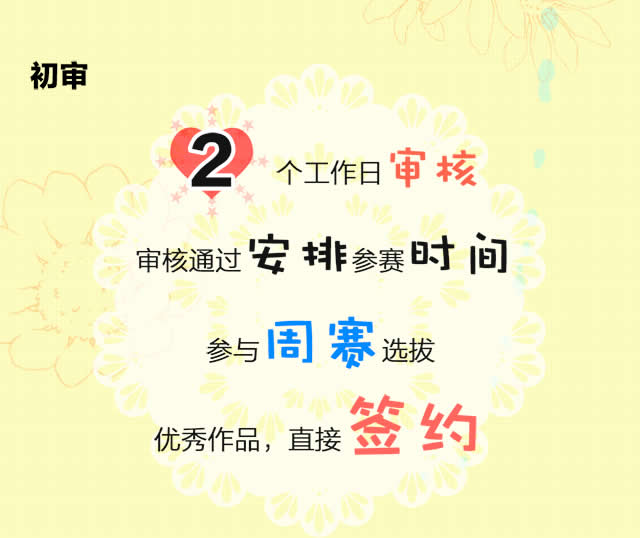 初审
2个工作日审核
审核通过安排参赛时间
参与周赛选拔
优秀作品，直接签约